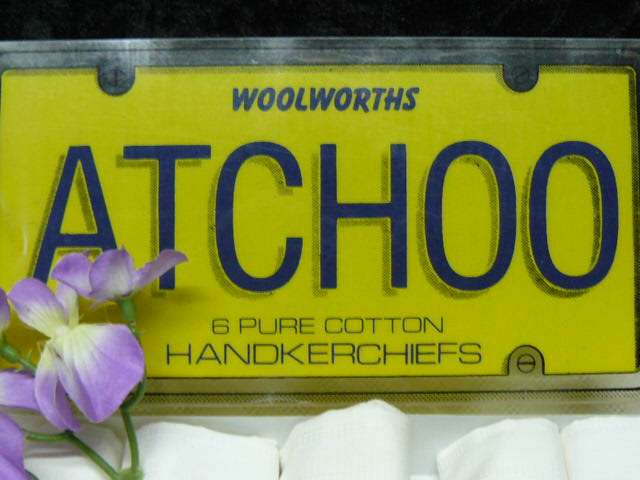 WOOLWORTHS
ATCHOO
6 PURE COTTON
HANDKERCHIEFS